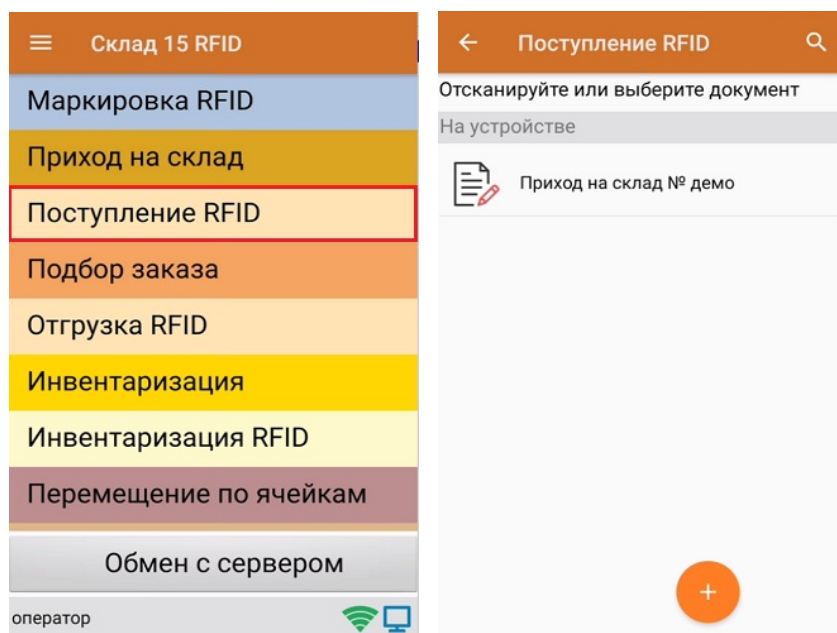 Склад 15 RFID
Маркировка RFID
Приход на склад
Поступление RFID
Подбор заказа
Отгрузка RFID
Инвентаризация
Инвентаризация RFID
Перемещение по ячейкам
Обмен с сервером
оператор
Поступление RFID
Отсканируйте или выберите документ
На устройстве
Приход на склад № демо